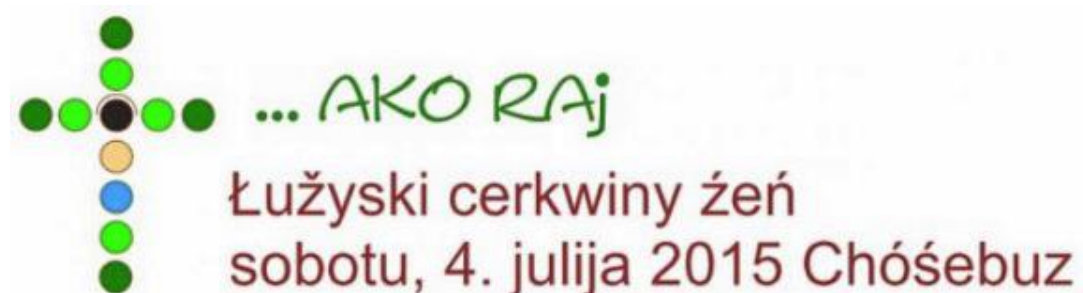 ... AKO RAj
Łužyski cerkwiny źeń
sobotu, 4. julija 2015 Chóśebuz